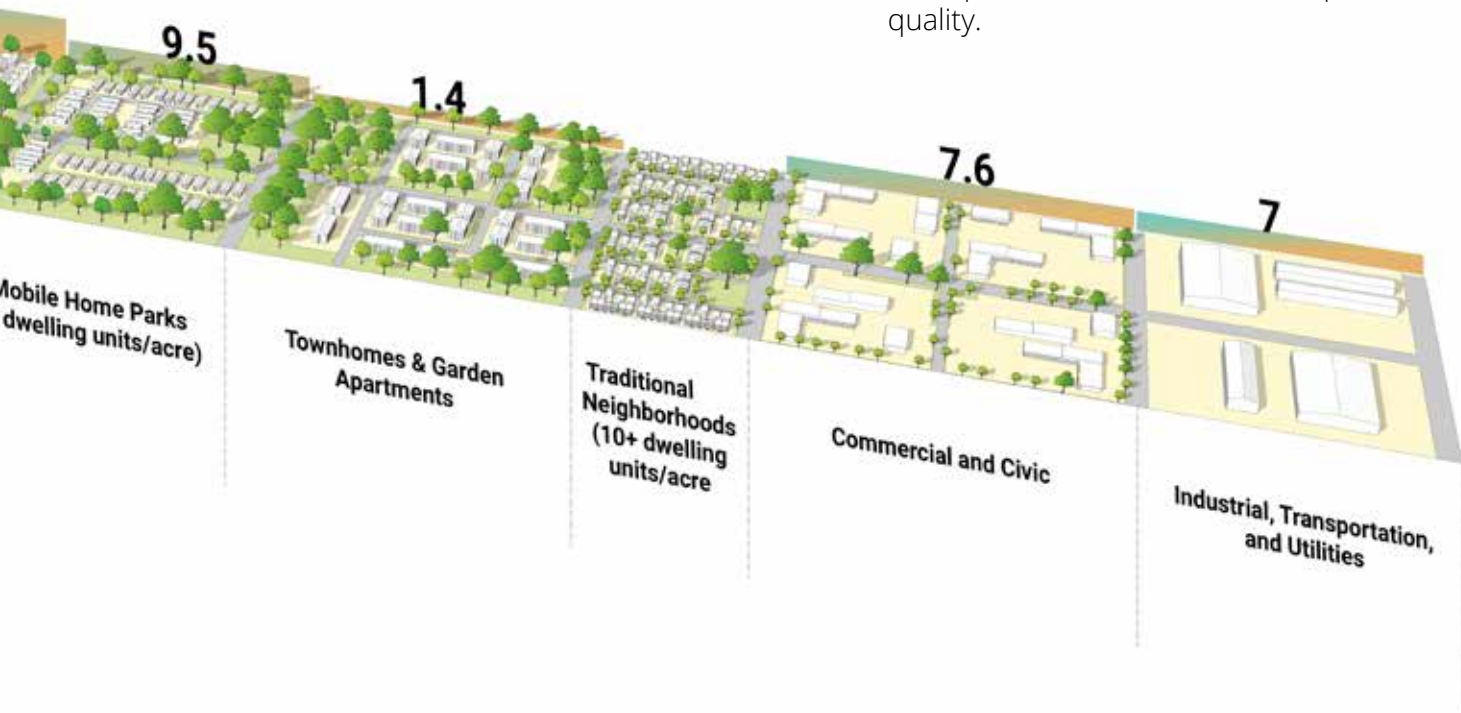 quality.
9.5
1.4
7.6
7
Mobile Home Parks
dwelling units/acre)
Townhomes & Garden
Apartments
Traditional
Neighborhoods
(10+ dwelling
units/acre
Commercial and Civic
Industrial, Transportation,
and Utilities